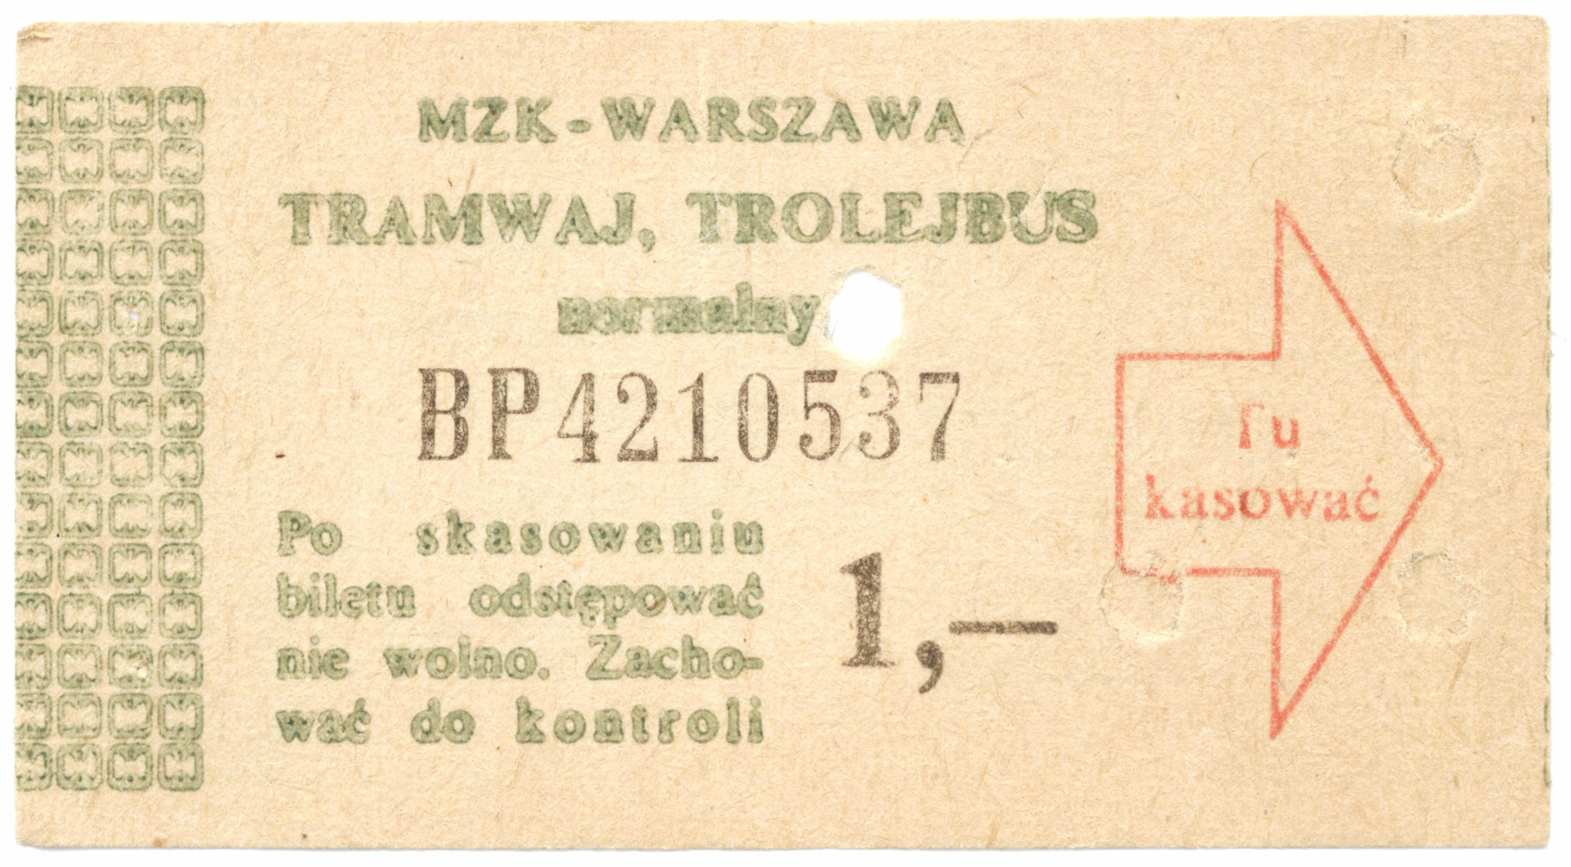 MZK-WARSZAWA
TRAMWAJ, TROLEJBUS
normalny
BP4210537
Po skasowaniu
biletu odstępować
nie wolno. Zacho-
wać do kontroli
1,—
Tu
kasować